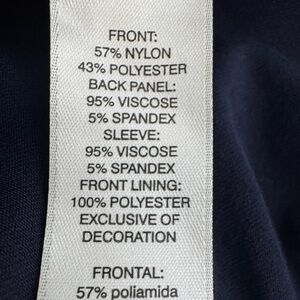 FRONT:
57% NYLON
43% POLYESTER
BACK PANEL:
95% VISCOSE
5% SPANDEX
SLEEVE:
95% VISCOSE
5% SPANDEX
FRONT LINING:
100% POLYESTER
EXCLUSIVE OF
DECORATION
FRONTAL:
57% poliamida